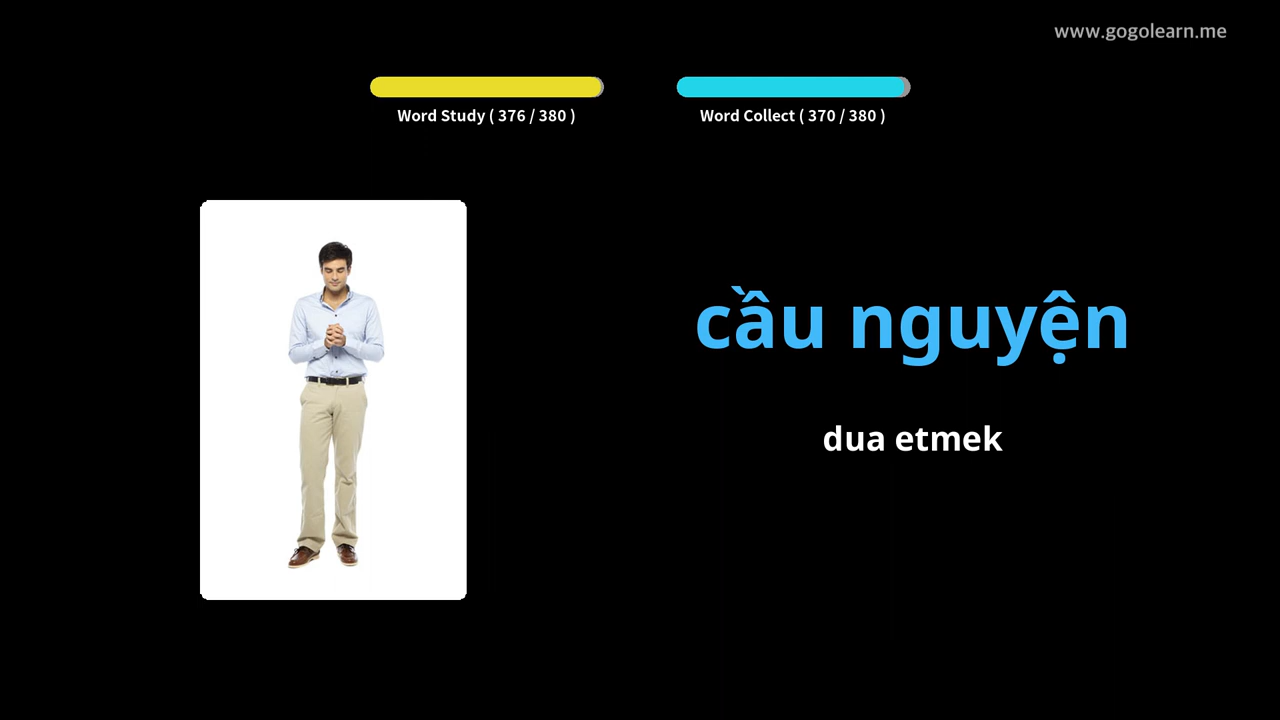 www.gogolearn.me
Word Study ( 376 / 380 )
Word Collect ( 370 / 380 )
cầu nguyện
dua etmek